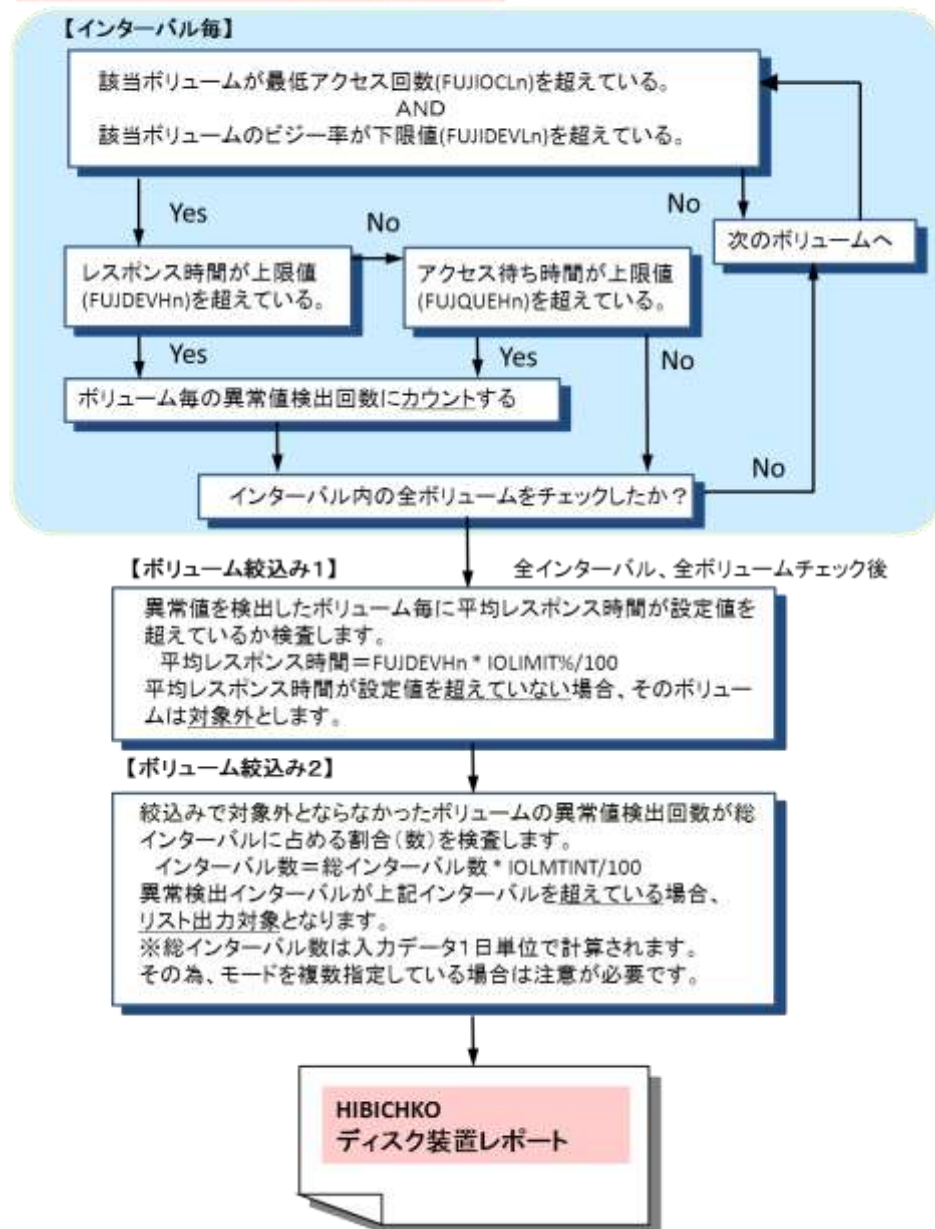 【インターバル毎】
該当ボリュームが最低アクセス回数(FUJIOCLn)を超えている。
AND
該当ボリュームのビジー率が下限値(FUJIDEVLn)を超えている。
Yes
No
No
次のボリュームへ
レスポンス時間が上限値
(FUJDEVHn)を超えている。
アクセス待ち時間が上限値
(FUJQUEHn)を超えている。
Yes
Yes
No
ボリューム毎の異常値検出回数にカウントする
No
インターバル内の全ボリュームをチェックしたか？
【ボリューム絞込み1】
全インターバル、全ボリュームチェック後
異常値を検出したボリューム毎に平均レスポンス時間が設定値を
超えているか検査します。
平均レスポンス時間＝FUJDEVHn * IOLIMIT%/100
平均レスポンス時間が設定値を超えていない場合、そのボリュー
ムは対象外とします。
【ボリューム絞込み2】
絞込みで対象外とならなかったボリュームの異常値検出回数が総
インターバルに占める割合（数）を検査します。
インターバル数＝総インターバル数 * IOLMTINT/100
異常検出インターバルが上記インターバルを超えている場合、
リスト出力対象となります。
※総インターバル数は入力データ1日単位で計算されます。
その為、モードを複数指定している場合は注意が必要です。
HIBICHKO
ディスク装置レポート